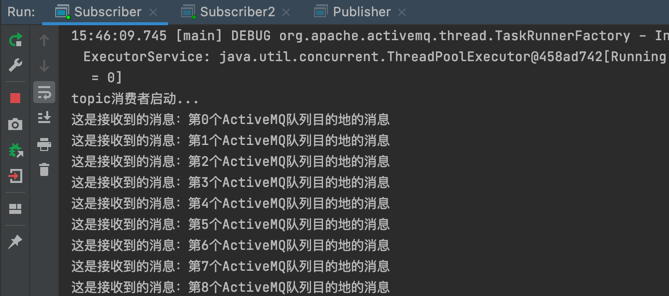 Run: Subscriber Subscriber2 Publisher
15:46:09.745 [main] DEBUG org.apache.activemq.thread.TaskRunnerFactory - In
ExecutorService: java.util.concurrent.ThreadPoolExecutor@458ad742[Running
= 0]
topic消费者启动...
这是接收到的消息：第0个ActiveMQ队列目的地的消息
这是接收到的消息：第1个ActiveMQ队列目的地的消息
这是接收到的消息：第2个ActiveMQ队列目的地的消息
这是接收到的消息：第3个ActiveMQ队列目的地的消息
这是接收到的消息：第4个ActiveMQ队列目的地的消息
这是接收到的消息：第5个ActiveMQ队列目的地的消息
这是接收到的消息：第6个ActiveMQ队列目的地的消息
这是接收到的消息：第7个ActiveMQ队列目的地的消息
这是接收到的消息：第8个ActiveMQ队列目的地的消息